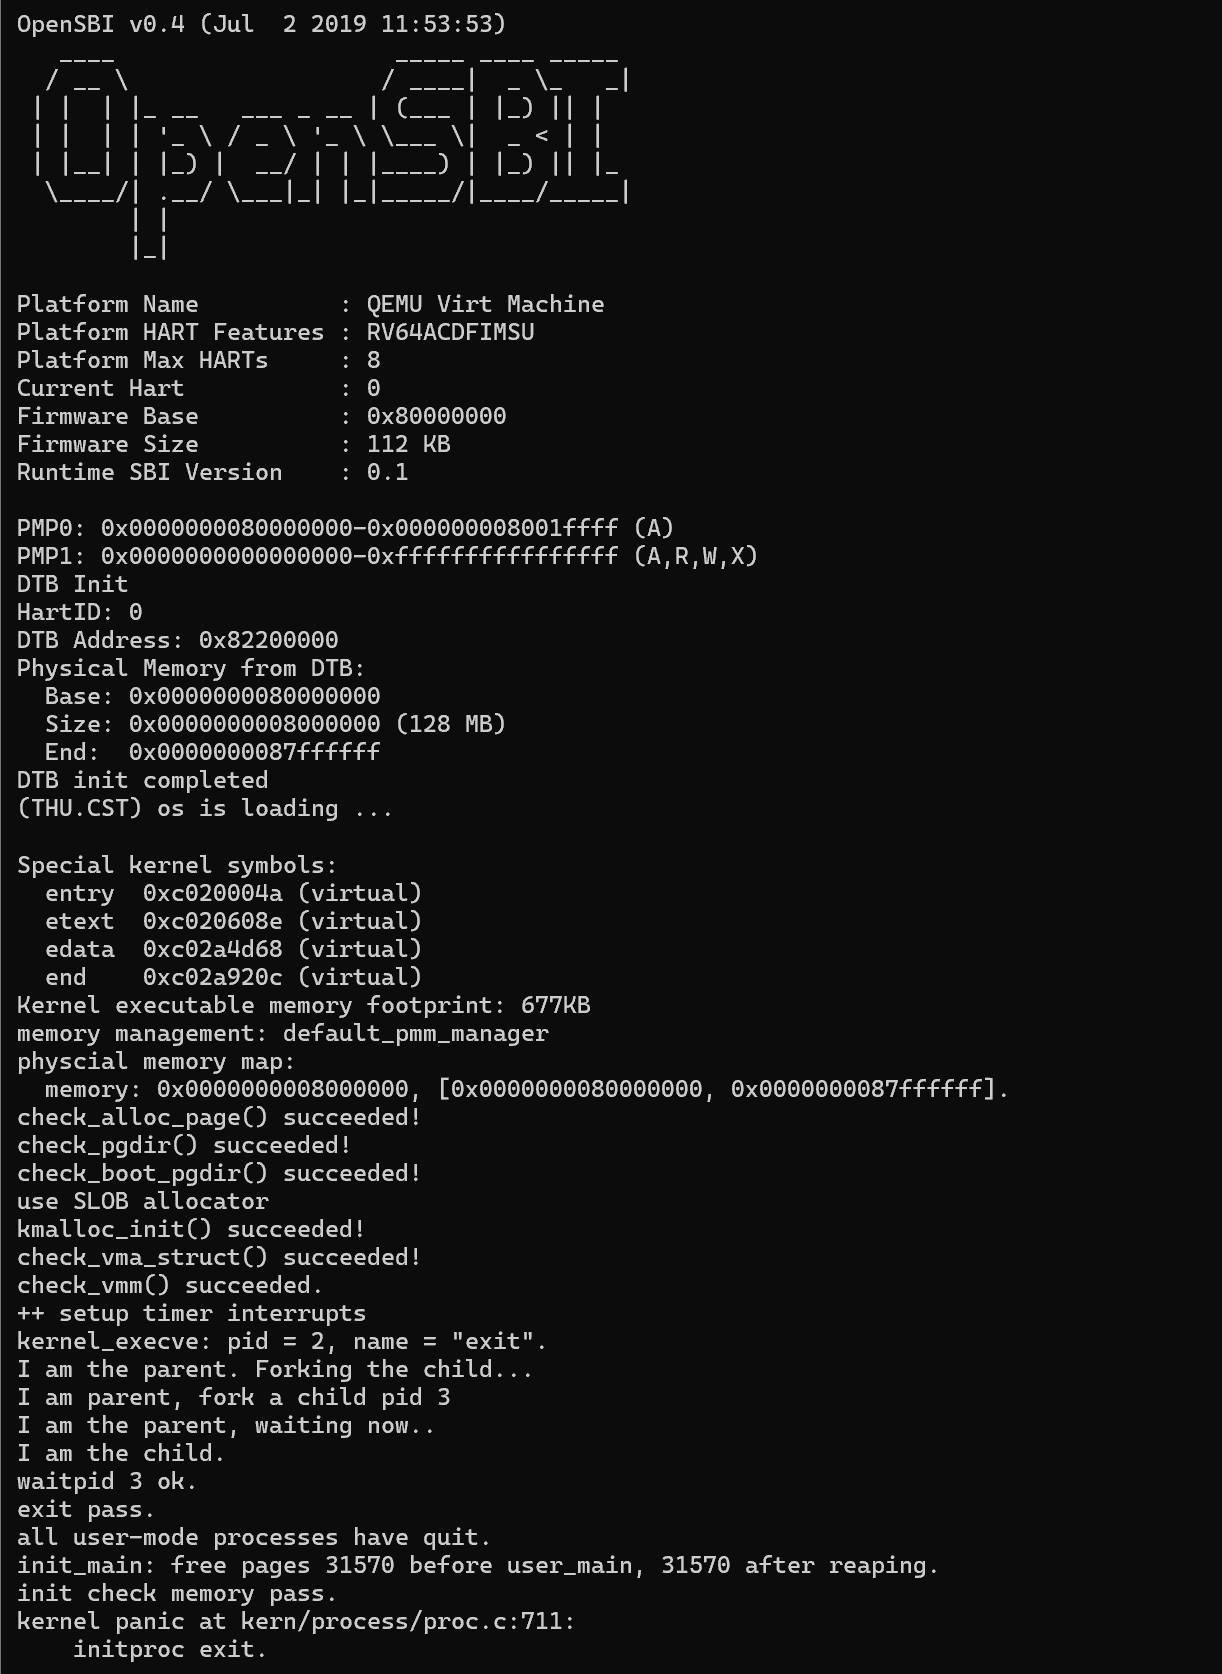 OpenSBI v0.4 (Jul  2 2019 11:53:53)
   ____                    _____ ____ _____
  / __ \                  / ____|  _ \_   _|
 | |  | |_ __   ___ _ __ | (___ | |_) || |
 | |  | | '_ \ / _ \ '_ \ \___ \|  _ < | |
 | |__| | |_) |  __/ | | |____) | |_) || |_
  \____/| .__/ \___|_| |_|_____/|____/_____|
        | |
        |_|

Platform Name          : QEMU Virt Machine
Platform HART Features : RV64ACDFIMSU
Platform Max HARTs     : 8
Current Hart           : 0
Firmware Base          : 0x80000000
Firmware Size          : 112 KB
Runtime SBI Version    : 0.1

PMP0: 0x0000000080000000-0x000000008001ffff (A)
PMP1: 0x0000000000000000-0xffffffffffffffff (A,R,W,X)
DTB Init
HartID: 0
DTB Address: 0x82200000
Physical Memory from DTB:
  Base: 0x0000000080000000
  Size: 0x0000000008000000 (128 MB)
  End:  0x0000000087ffffff
DTB init completed
(THU.CST) os is loading ...

Special kernel symbols:
  entry  0xc020004a (virtual)
  etext  0xc020608e (virtual)
  edata  0xc02a4d68 (virtual)
  end    0xc02a920c (virtual)
Kernel executable memory footprint: 677KB
memory management: default_pmm_manager
physcial memory map:
  memory: 0x0000000008000000, [0x0000000080000000, 0x0000000087ffffff].
check_alloc_page() succeeded!
check_pgdir() succeeded!
check_boot_pgdir() succeeded!
use SLOB allocator
kmalloc_init() succeeded!
check_vma_struct() succeeded!
check_vmm() succeeded.
++ setup timer interrupts
kernel_execve: pid = 2, name = "exit".
I am the parent. Forking the child...
I am parent, fork a child pid 3
I am the parent, waiting now..
I am the child.
waitpid 3 ok.
exit pass.
all user-mode processes have quit.
init_main: free pages 31570 before user_main, 31570 after reaping.
init check memory pass.
kernel panic at kern/process/proc.c:711:
    initproc exit.